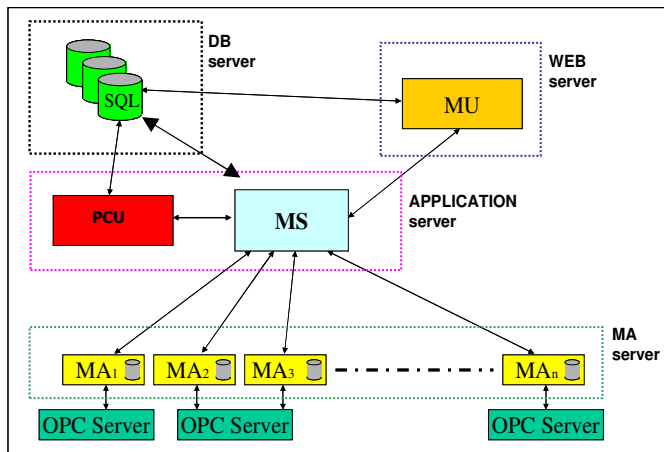 DB
server
WEB
server
SQL
MU
APPLICATION
server
PCU
MS
MA
server
MA1
MA2
MA3
MAn
OPC Server
OPC Server
OPC Server